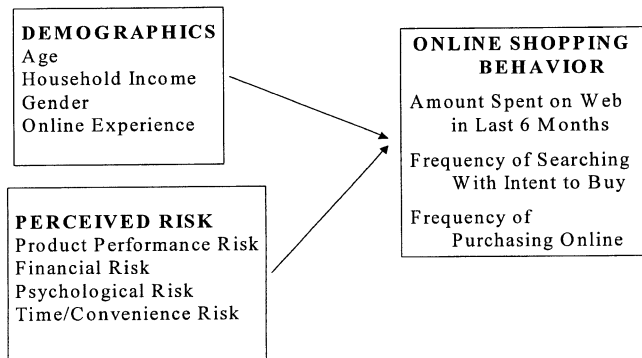 DEMOGRAPHICS
Age
Household Income
Gender
Online Experience
PERCEIVED RISK
Product Performance Risk
Financial Risk
Psychological Risk
Time/Convenience Risk
ONLINE SHOPPING
BEHAVIOR
Amount Spent on Web
in Last 6 Months
Frequency of Searching
With Intent to Buy
Frequency of
Purchasing Online